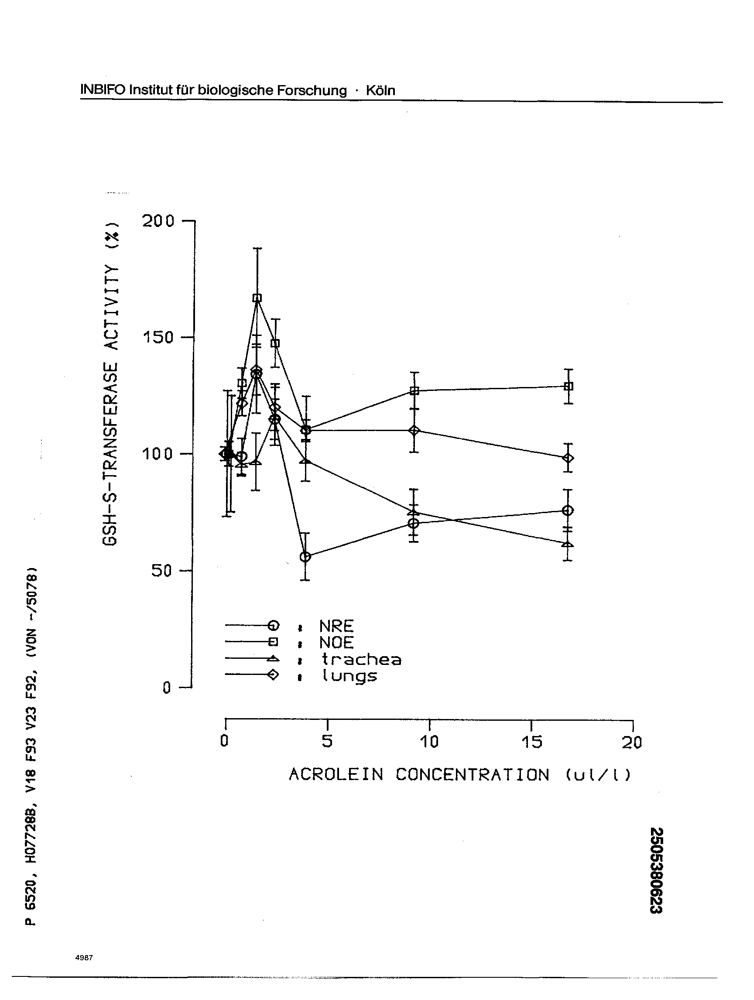 INBIFO Institut für biologische Forschung · Köln
GSH-S-TRANSFERASE ACTIVITY (%)
200
150
100
50
0
NRE
NOE
trachea
lungs
0 5 10 15 20
ACROLEIN CONCENTRATION (ul/l)
P 6520, H07728B, V18 F93 V23 F92, (VON -/5078)
2505380623
4987